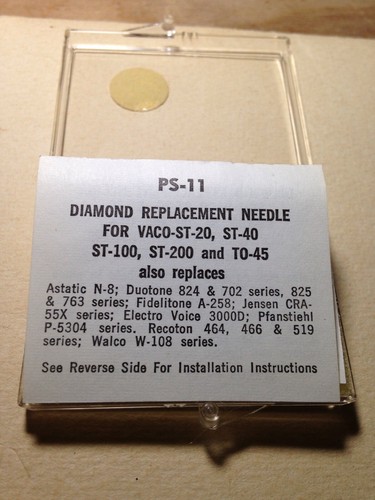 PS-11
DIAMOND REPLACEMENT NEEDLE
FOR VACO-ST-20, ST-40
ST-100, ST-200 and TO-45
also replaces
Astatic N-8; Duotone 824 & 702 series, 825
& 763 series; Fidelitone A-258; Jensen CRA-
55X series; Electro Voice 3000D; Pfanstiehl
P-5304 series. Recoton 464, 466 & 519
series; Walco W-108 series.
See Reverse Side For Installation Instructions